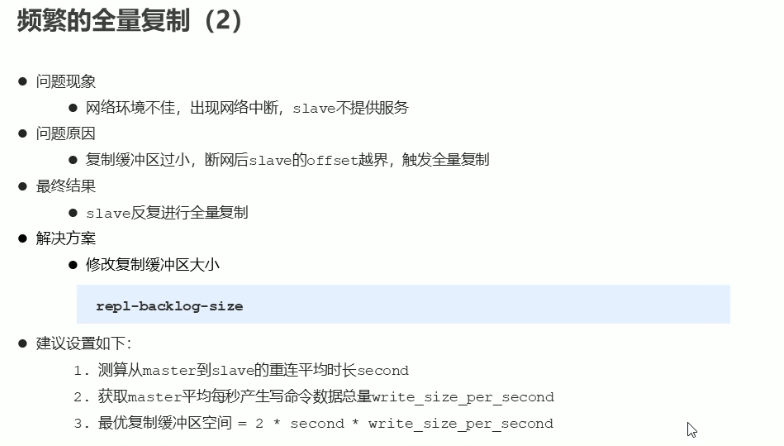 频繁的全量复制（2）
● 问题现象
● 网络环境不佳，出现网络中断，slave不提供服务
● 问题原因
● 复制缓冲区过小，断网后slave的offset越界，触发全量复制
● 最终结果
● slave反复进行全量复制
● 解决方案
● 修改复制缓冲区大小
repl-backlog-size
● 建议设置如下：
1. 测算从master到slave的重连平均时长second
2. 获取master平均每秒产生写命令数据总量write_size_per_second
3. 最优复制缓冲区空间 = 2 * second * write_size_per_second